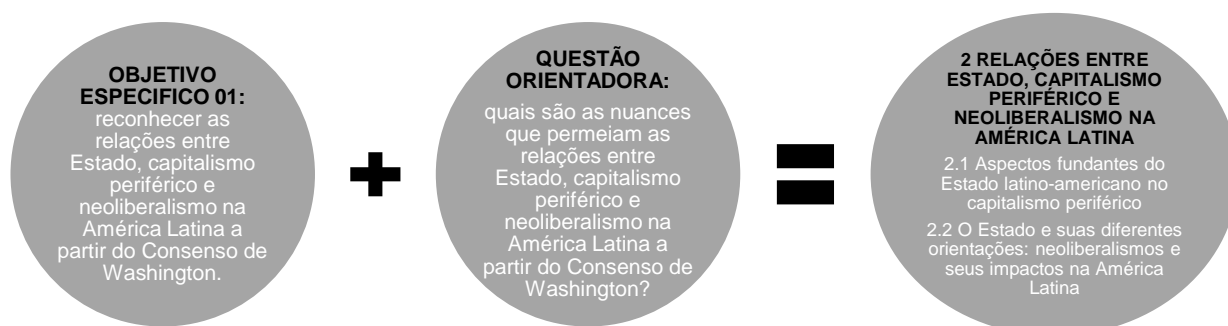 OBJETIVO
ESPECIFICO 01:
reconhecer as
relações entre
Estado, capitalismo
periférico e
neoliberalismo na
América Latina a
partir do Consenso de
Washington.
+
QUESTÃO
ORIENTADORA:
quais são as nuances
que permeiam as
relações entre
Estado, capitalismo
periférico e
neoliberalismo na
América Latina a
partir do Consenso de
Washington?
=
2 RELAÇÕES ENTRE
ESTADO, CAPITALISMO
PERIFÉRICO E
NEOLIBERALISMO NA
AMÉRICA LATINA
2.1 Aspectos fundantes do
Estado latino-americano no
capitalismo periférico
2.2 O Estado e suas diferentes
orientações: neoliberalismos e
seus impactos na América
Latina